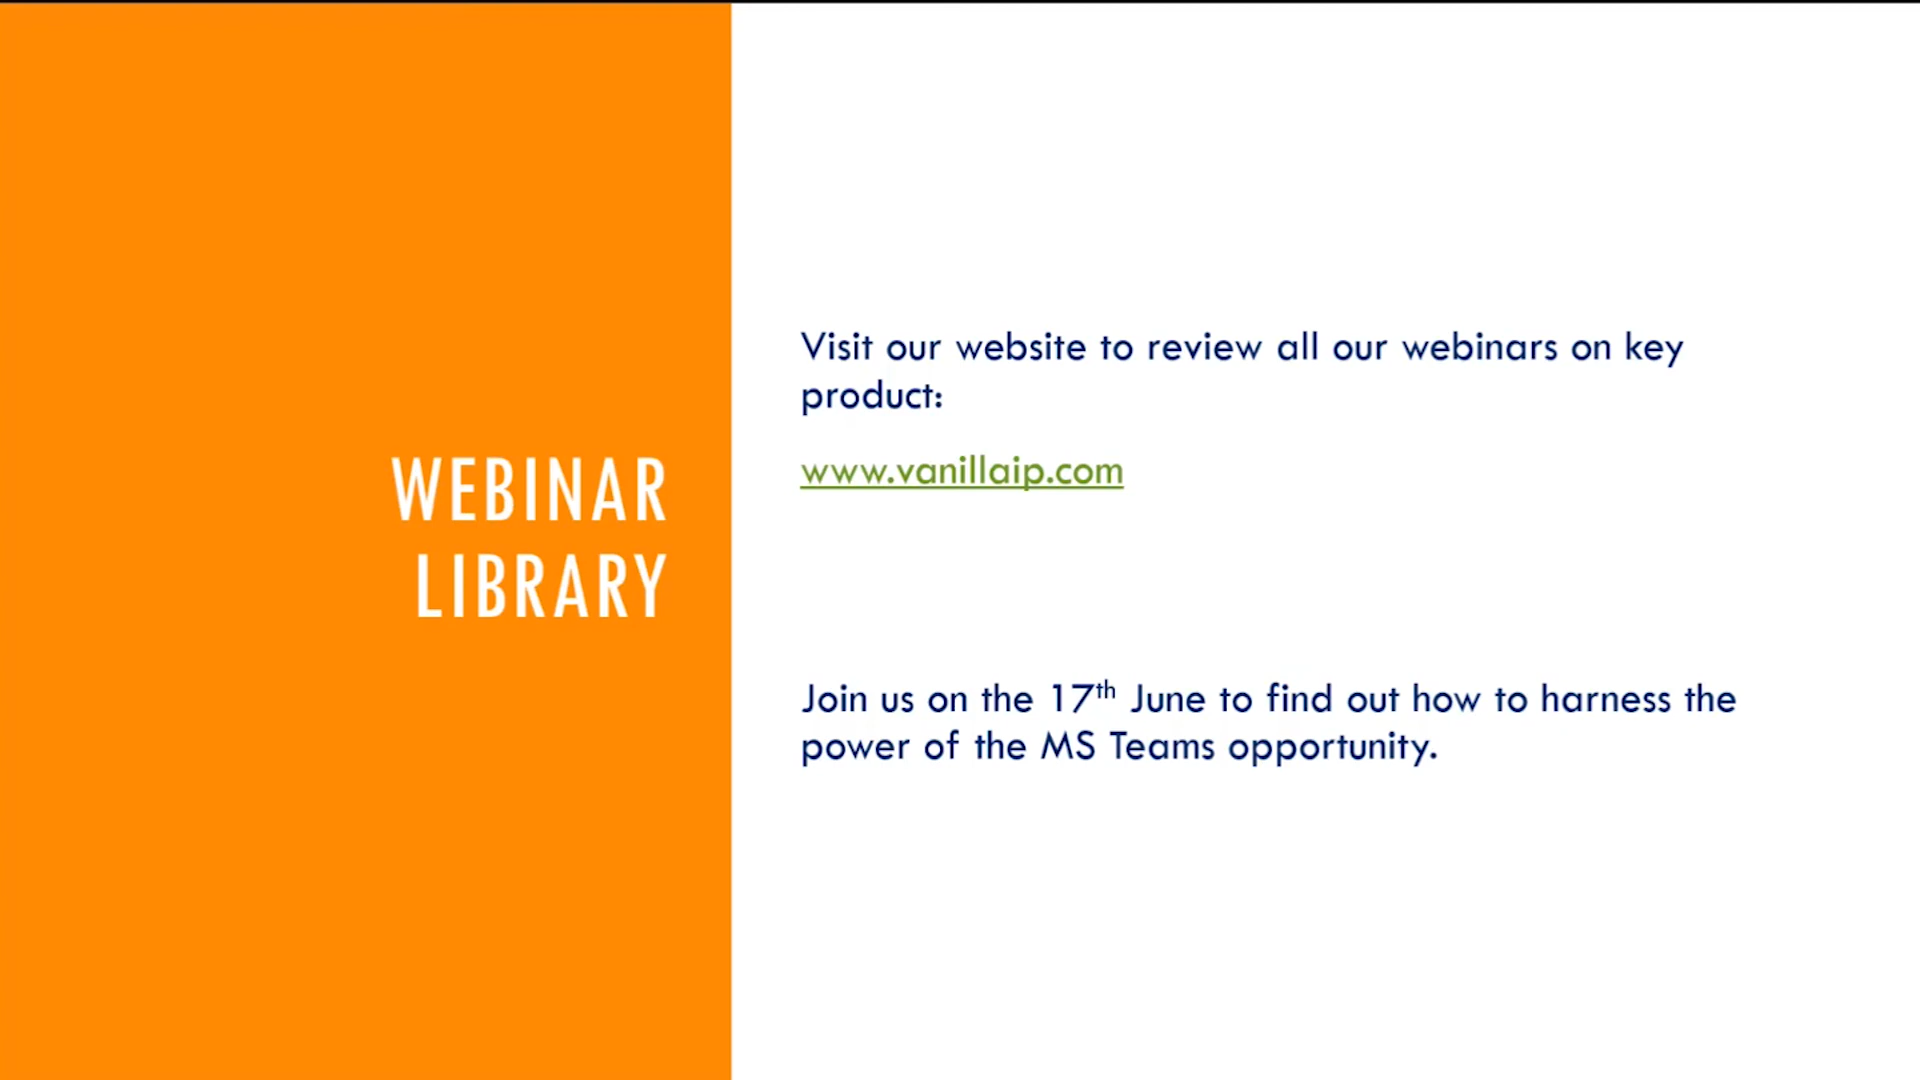 WEBINAR
LIBRARY
Visit our website to review all our webinars on key
product:
www.vanillaip.com
Join us on the 17th June to find out how to harness the
power of the MS Teams opportunity.